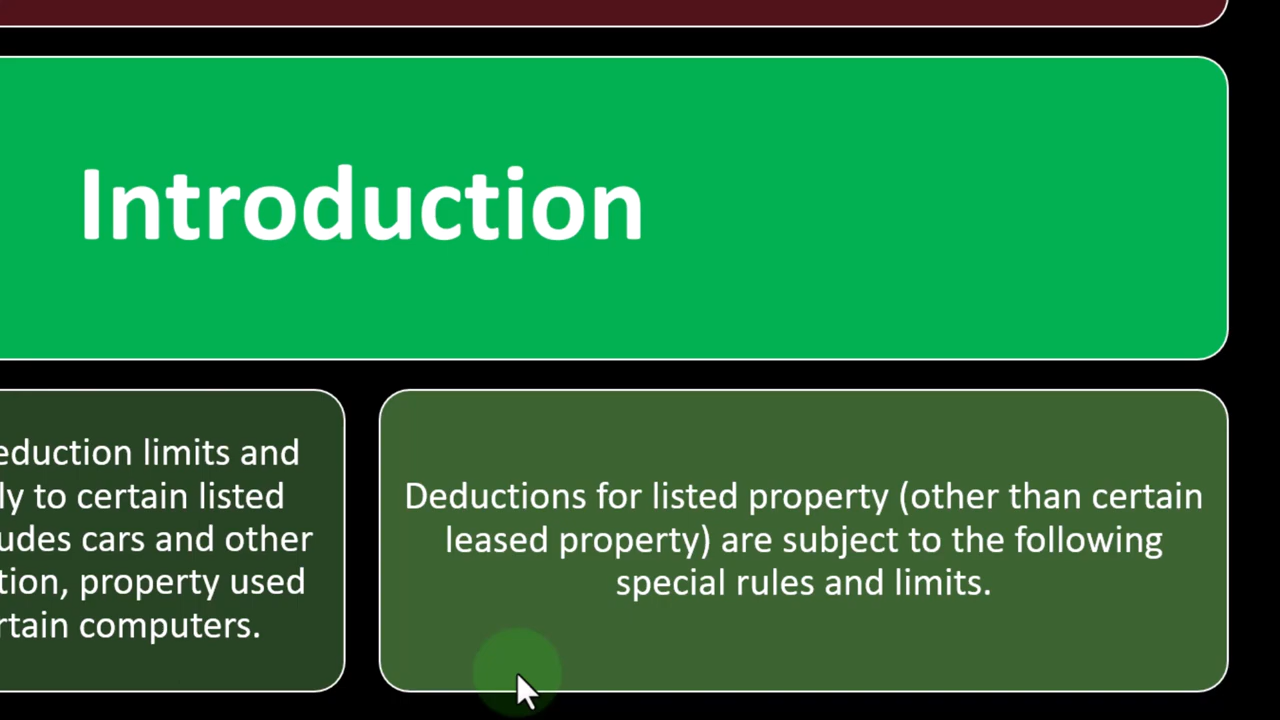 Introduction
eduction limits and
ly to certain listed
udes cars and other
tion, property used
rtain computers.
Deductions for listed property (other than certain
leased property) are subject to the following
special rules and limits.